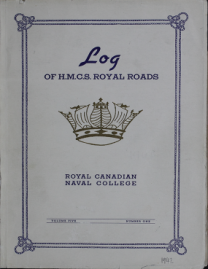 Log
OF H.M.C.S. ROYAL ROADS
ROYAL CANADIAN
NAVAL COLLEGE